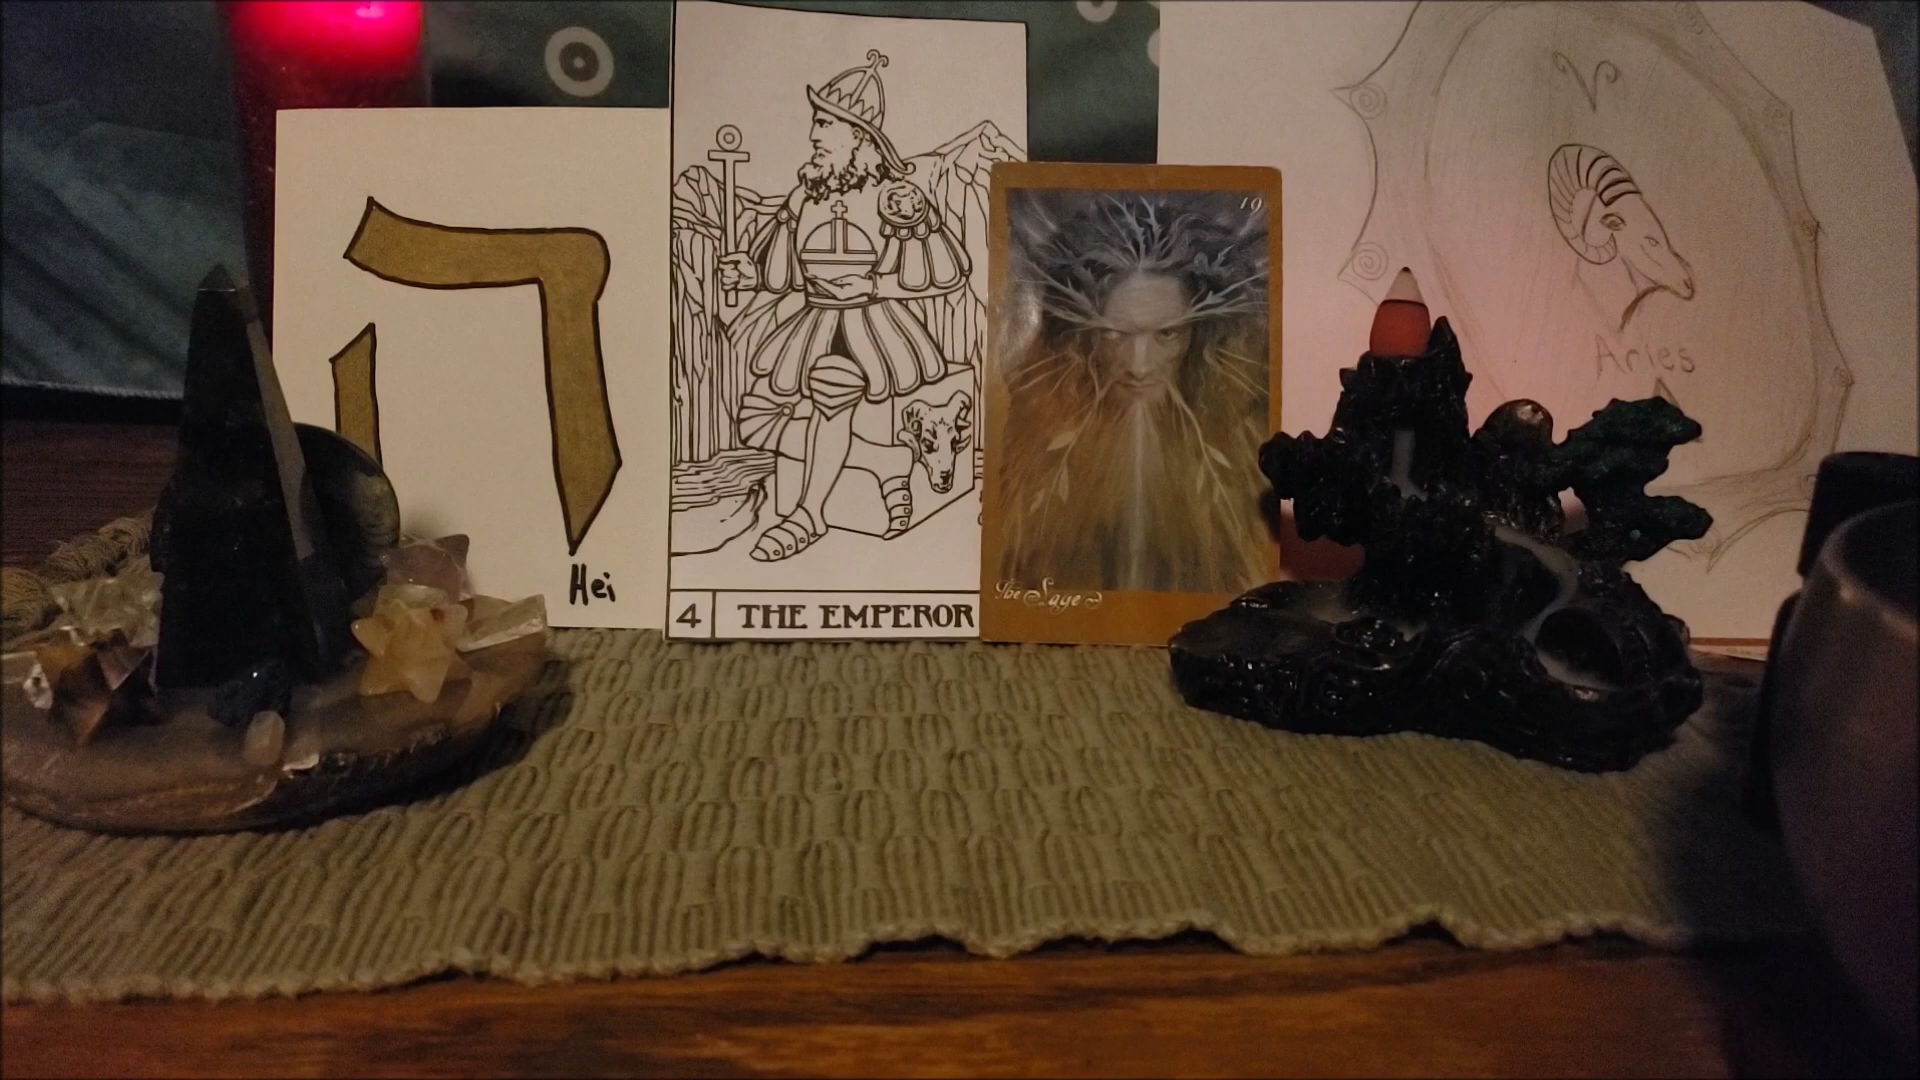 ה
Hei
4 THE EMPEROR
19
The Sage
Aries